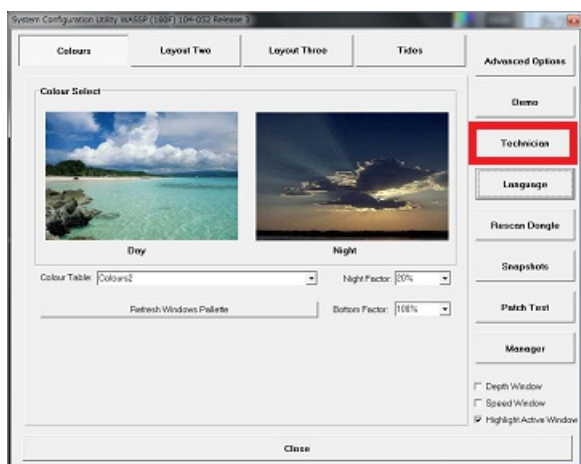 System Configuration Utility WASSP (160F) 104-052 Release 3
Colours
Layout Two
Layout Three
Tides
Advanced Options
Demo
Technician
Language
Rescan Dongle
Snapshots
Patch Test
Manager
Colour Select
Day
Night
Colour Table: Colours2
Night Factor: 20%
Refresh Windows Pallette
Bottom Factor: 100%
Depth Window
Speed Window
Highlight Active Window
Close